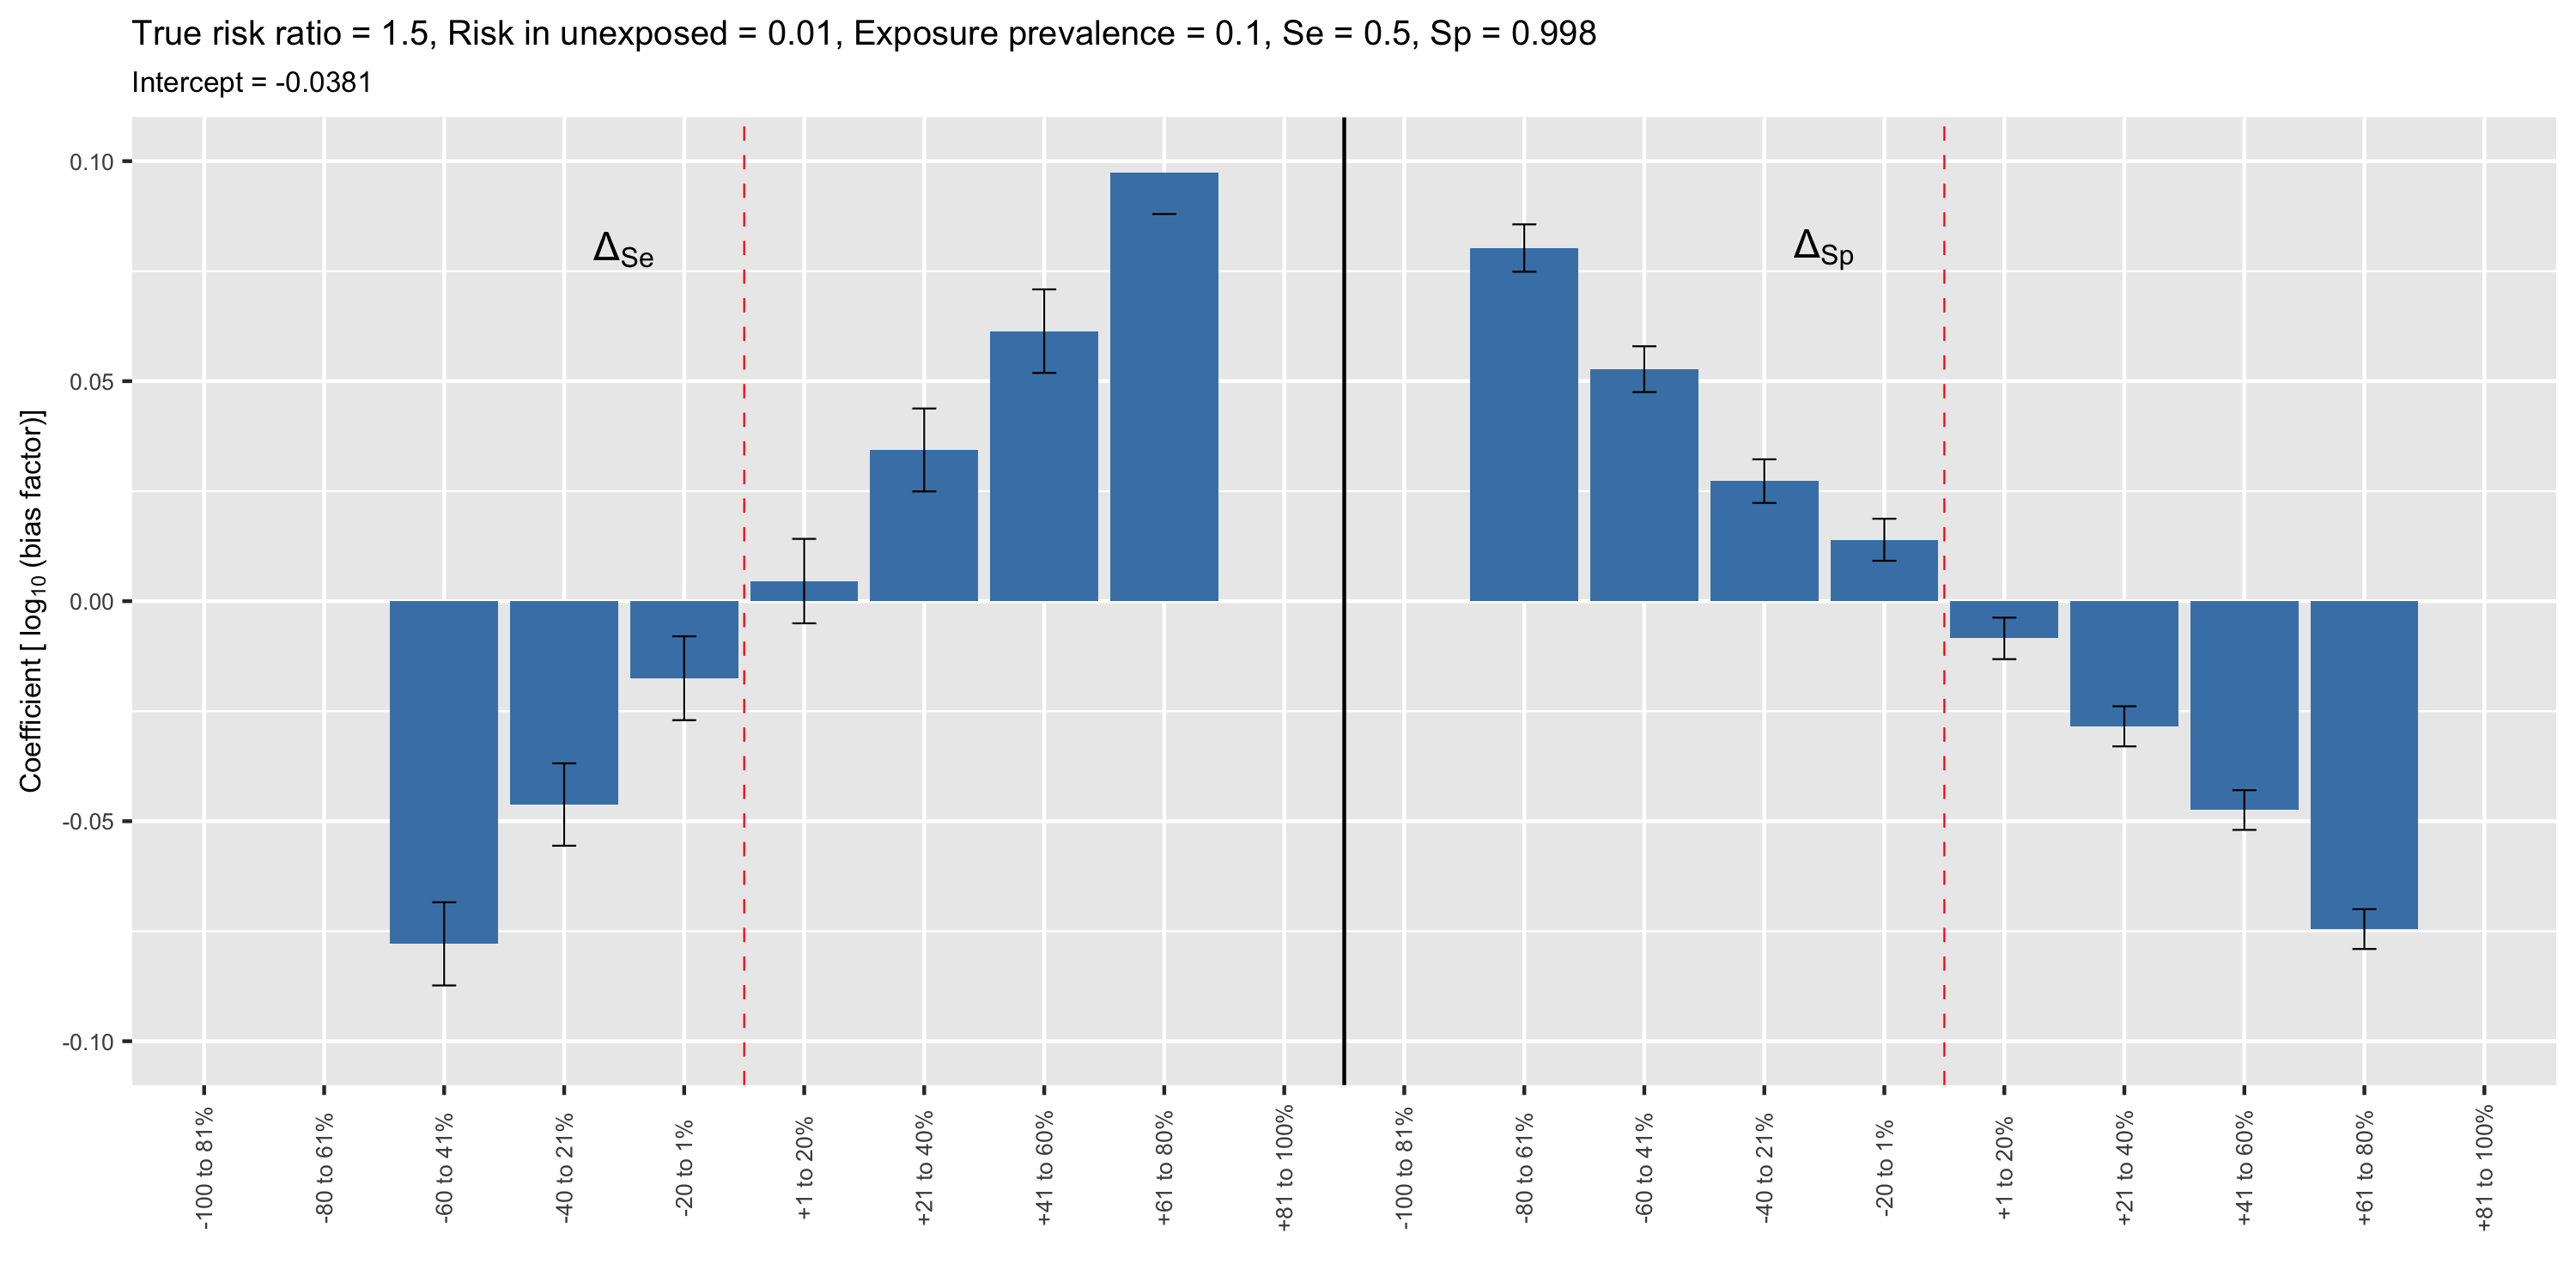 True risk ratio = 1.5, Risk in unexposed = 0.01, Exposure prevalence = 0.1, Se = 0.5, Sp = 0.998
Intercept = -0.0381
Coefficient [ log10 (bias factor)]
0.10
0.05
0.00
-0.05
-0.10
ΔSe
ΔSp
-100 to 81%
-80 to 61%
-60 to 41%
-40 to 21%
-20 to 1%
+1 to 20%
+21 to 40%
+41 to 60%
+61 to 80%
+81 to 100%
-100 to 81%
-80 to 61%
-60 to 41%
-40 to 21%
-20 to 1%
+1 to 20%
+21 to 40%
+41 to 60%
+61 to 80%
+81 to 100%